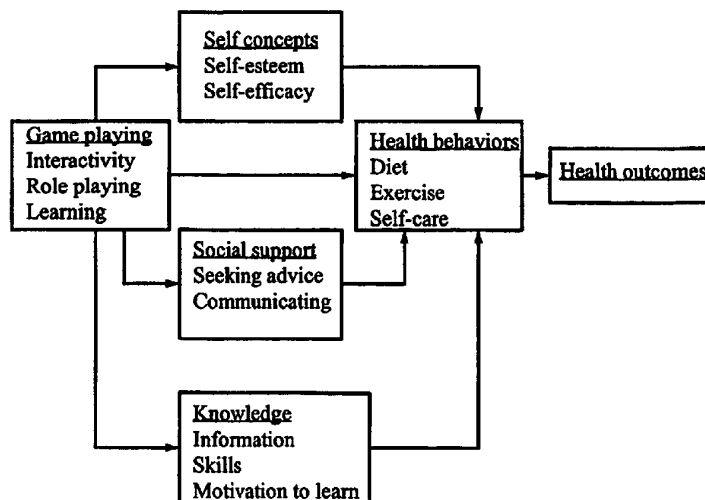 Self concepts
Self-esteem
Self-efficacy
Game playing
Interactivity
Role playing
Learning
Health behaviors
Diet
Exercise
Self-care
Health outcomes
Social support
Seeking advice
Communicating
Knowledge
Information
Skills
Motivation to learn